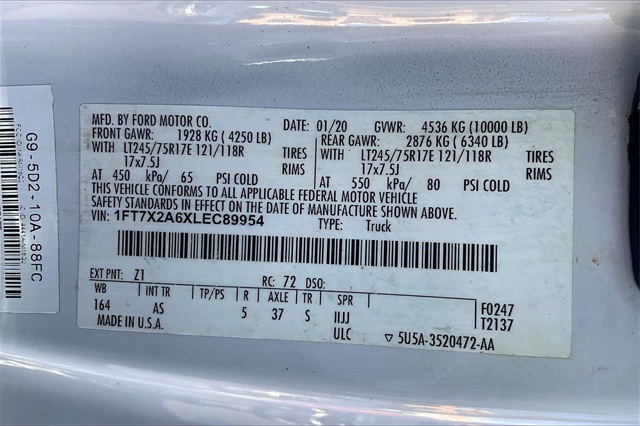 MFD. BY FORD MOTOR CO. DATE: 01/20 GVWR: 4536 KG (10000 LB)
FRONT GAWR: 1928 KG ( 4250 LB) REAR GAWR: 2876 KG ( 6340 LB)
WITH LT245/75R17E 121/118R TIRES WITH LT245/75R17E 121/118R TIRES
17x7.5J RIMS 17x7.5J RIMS
AT 450 kPa/ 65 PSI COLD AT 550 kPa/ 80 PSI COLD
THIS VEHICLE CONFORMS TO ALL APPLICABLE FEDERAL MOTOR VEHICLE
SAFETY STANDARDS IN EFFECT ON THE DATE OF MANUFACTURE SHOWN ABOVE
VIN: 1FT7X2A6XLEC89954 TYPE: Truck
EXT PNT: Z1 RC: 72 DSO:
WB INT TR TP/PS R AXLE TR SPR
164 AS 5 37 S IIJJ F0247
ULC T2137
MADE IN U.S.A. ▽ 5U5A-3520472-AA
G9-5D2-10A-88FC